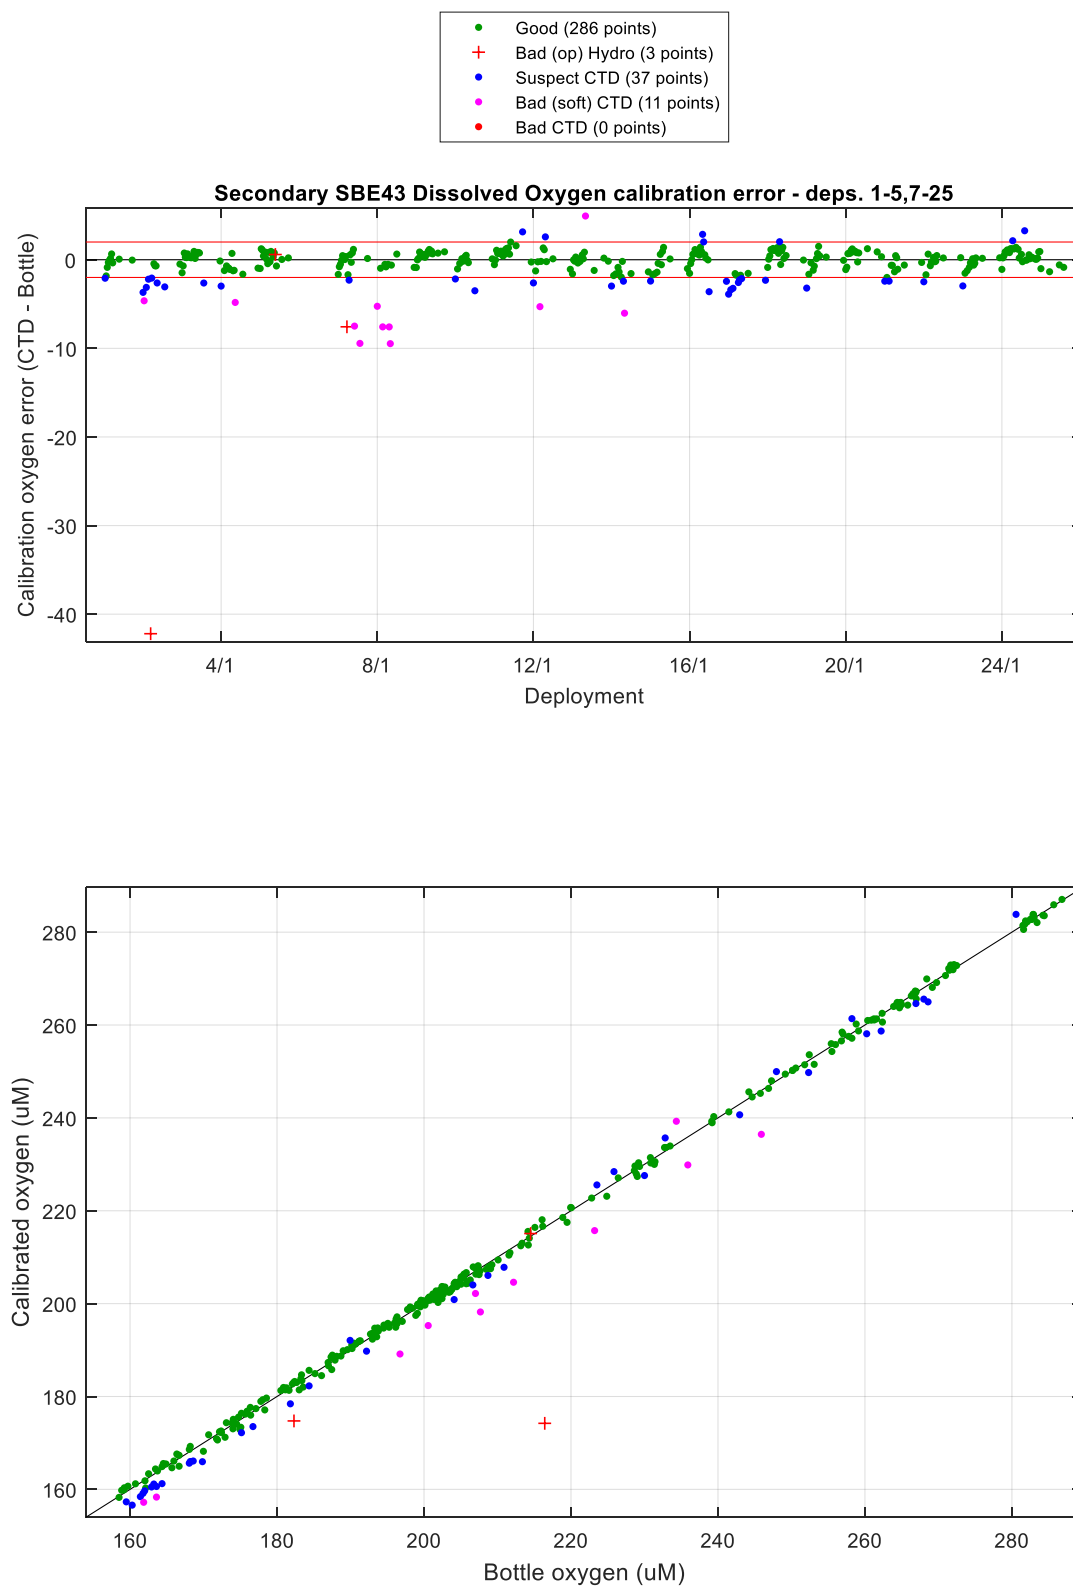 Good (286 points)
Bad (op) Hydro (3 points)
Suspect CTD (37 points)
Bad (soft) CTD (11 points)
Bad CTD (0 points)
Secondary SBE43 Dissolved Oxygen calibration error - deps. 1-5,7-25
Calibration oxygen error (CTD - Bottle)
0
-10
-20
-30
-40
4/1 8/1 12/1 16/1 20/1 24/1
Deployment
Calibrated oxygen (uM)
280
260
240
220
200
180
160
160 180 200 220 240 260 280
Bottle oxygen (uM)